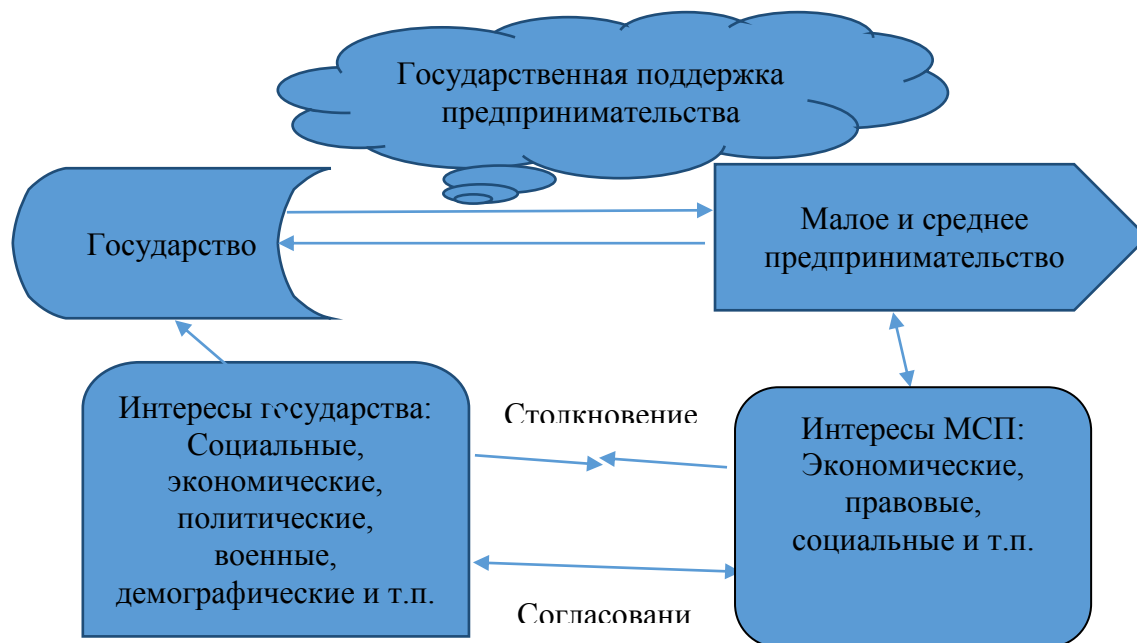 Государственная поддержка
предпринимательства
Государство
Малое и среднее
предпринимательство
Интересы государства:
Социальные,
экономические,
политические,
военные,
демографические и т.п.
Столкновение
Согласовани
Интересы МСП:
Экономические,
правовые,
социальные и т.п.